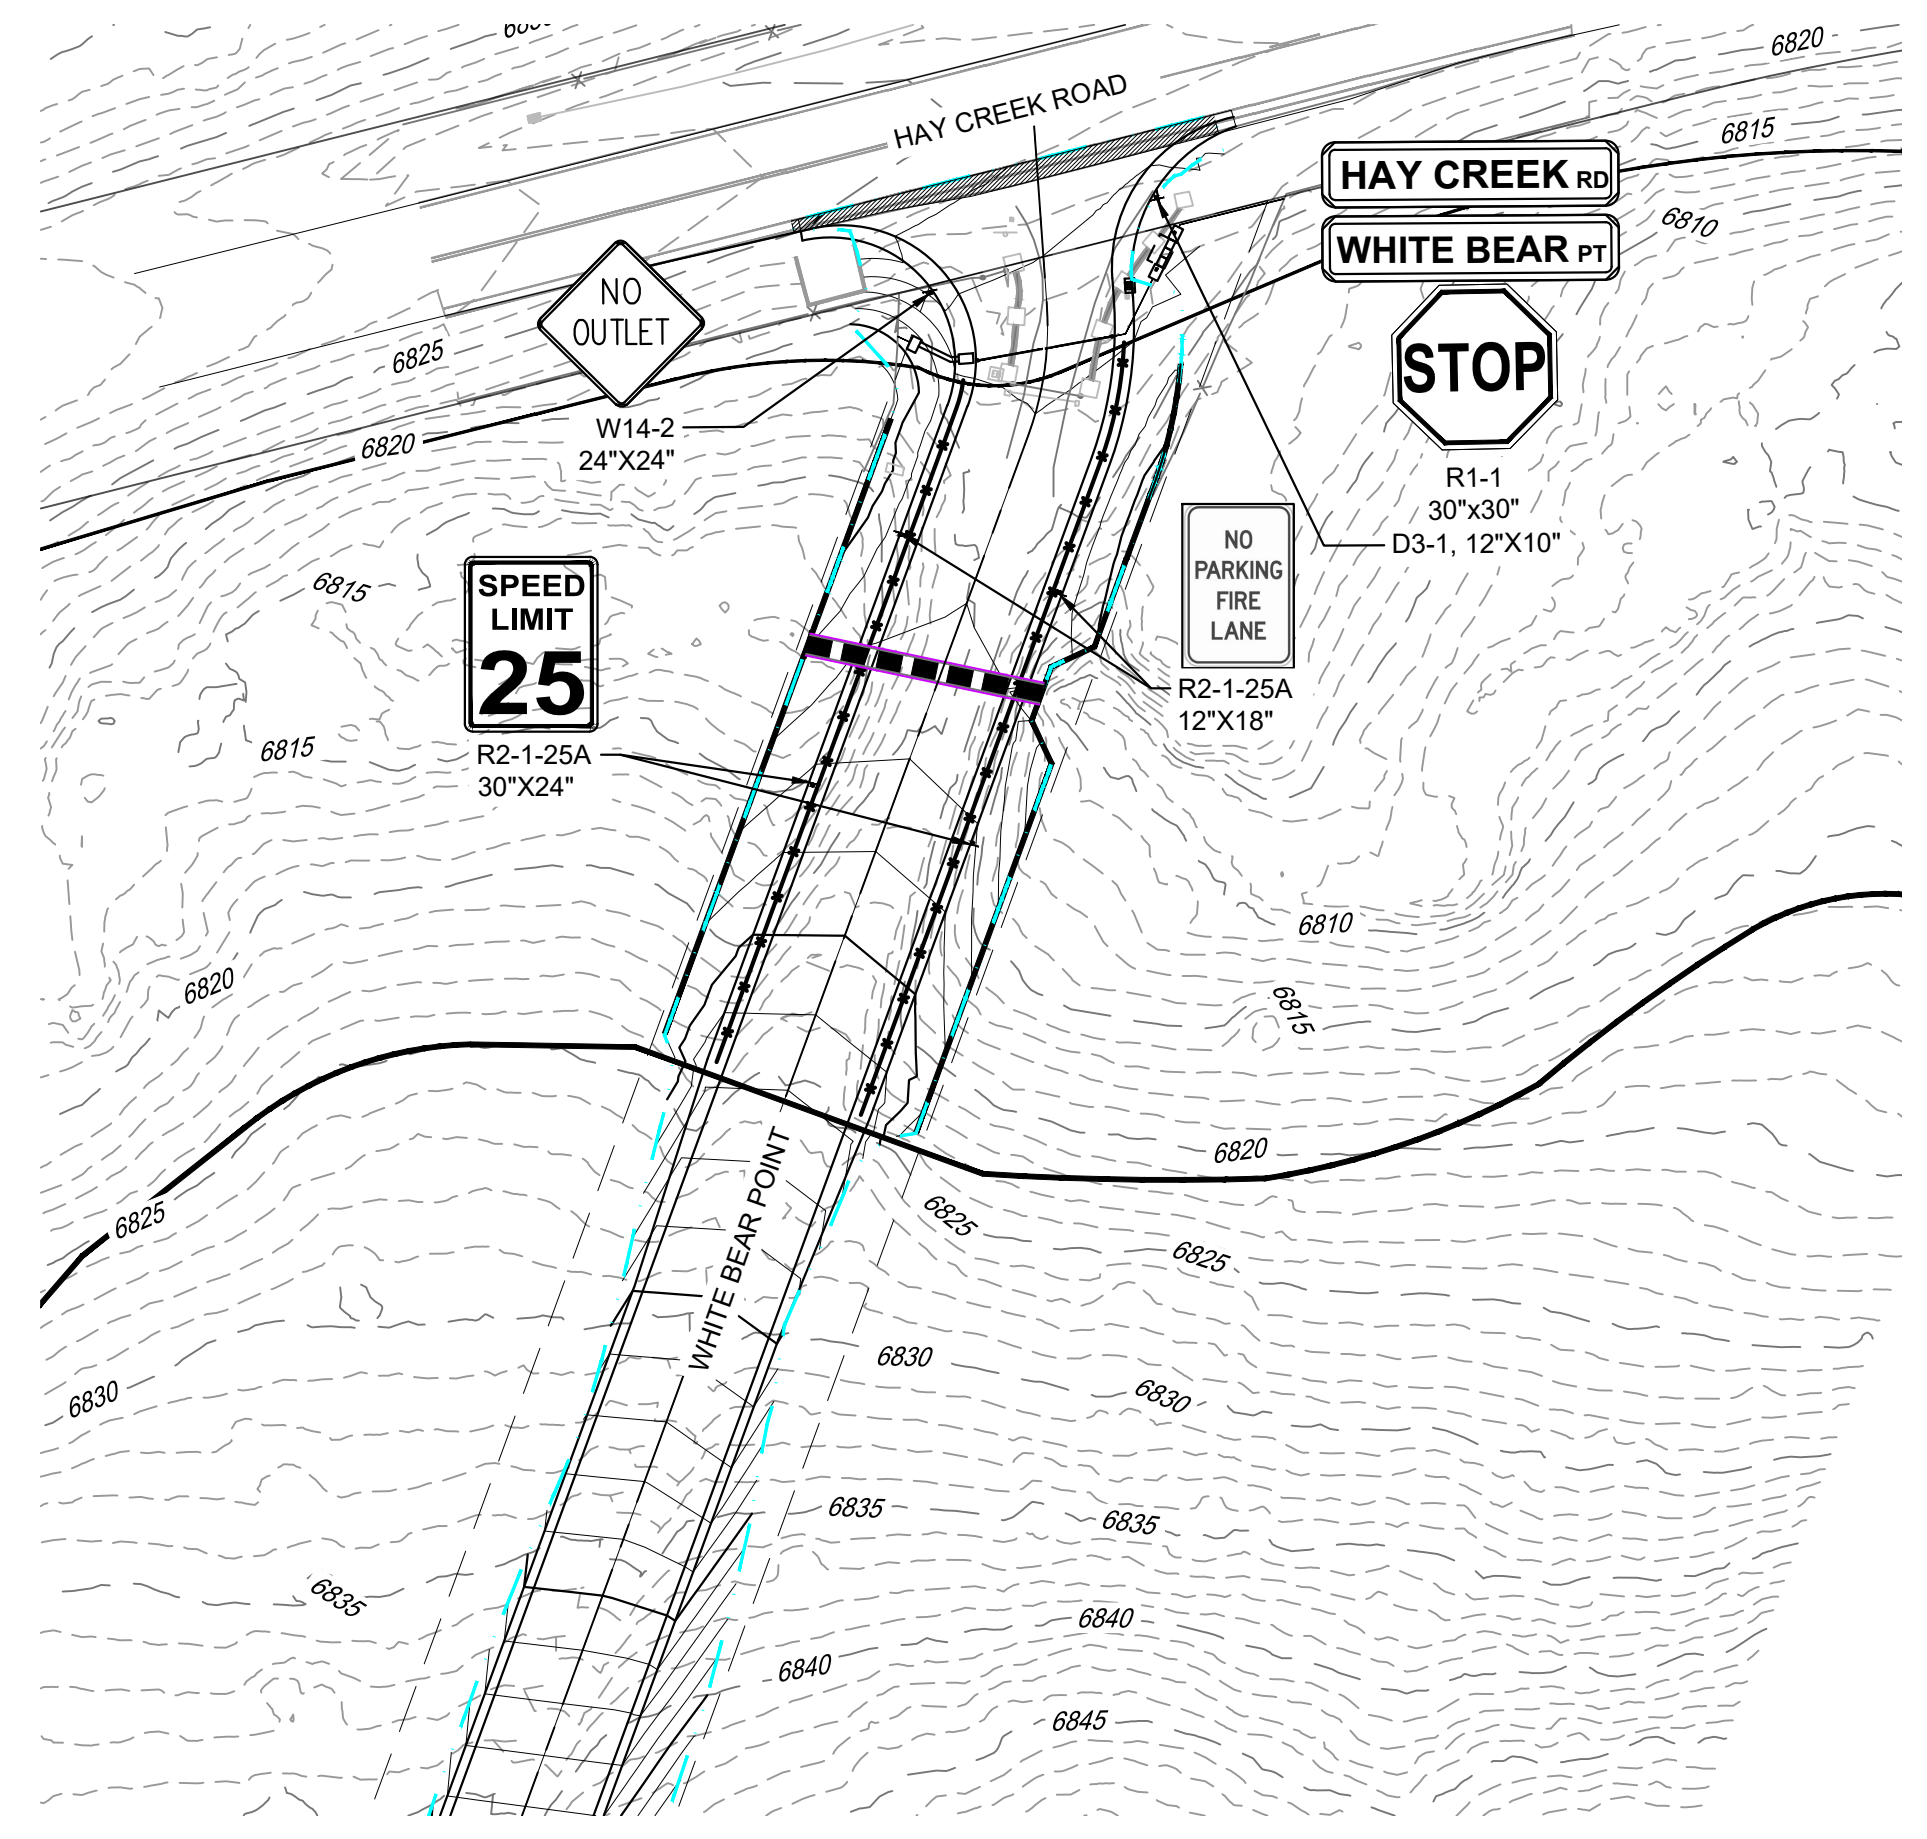 6820
HAY CREEK ROAD
6815
HAY CREEK RD
WHITE BEAR PT
6810
NO
OUTLET
6825
STOP
W14-2
24"X24"
6820
R1-1
30"x30"
D3-1, 12"X10"
NO
PARKING
FIRE
LANE
SPEED
LIMIT
25
6815
R2-1-25A
12"X18"
6815
R2-1-25A
30"X24"
6810
6820
6815
6820
WHITE BEAR POINT
6825
6825
6825
6830
6830
6830
6835
6835
6835
6840
6840
6845